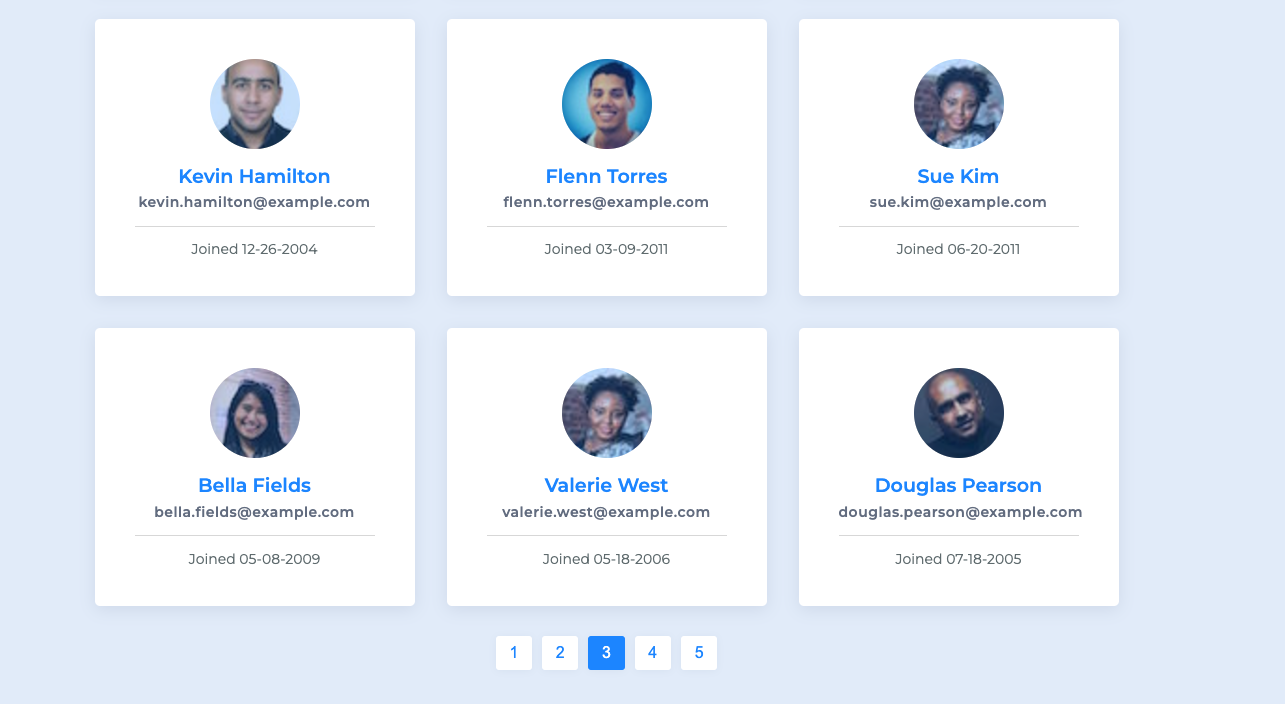 Kevin Hamilton
kevin.hamilton@example.com
Joined 12-26-2004
Flenn Torres
flenn.torres@example.com
Joined 03-09-2011
Sue Kim
sue.kim@example.com
Joined 06-20-2011
Bella Fields
bella.fields@example.com
Joined 05-08-2009
Valerie West
valerie.west@example.com
Joined 05-18-2006
Douglas Pearson
douglas.pearson@example.com
Joined 07-18-2005
1 2 3 4 5